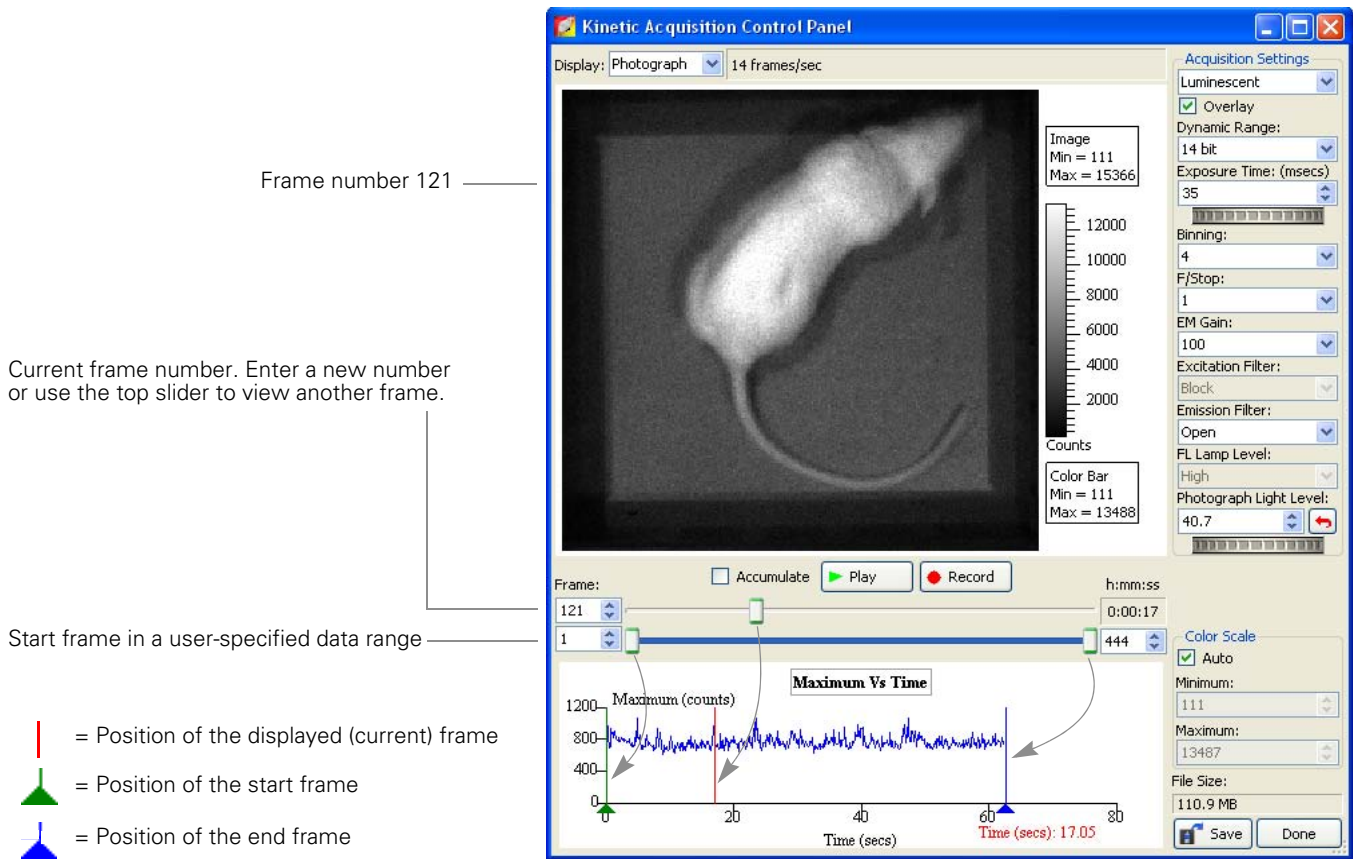 Kinetic Acquisition Control Panel
Display: Photograph 14 frames/sec
Acquisition Settings
Luminescent
Overlay
Dynamic Range:
14 bit
Exposure Time: (msecs)
35
Binning:
4
F/Stop:
1
EM Gain:
100
Excitation Filter:
Block
Emission Filter:
Open
FL Lamp Level:
High
Photograph Light Level:
40.7
Image
Min = 111
Max = 15366
12000
10000
8000
6000
4000
2000
Counts
Color Bar
Min = 111
Max = 13488
Frame number 121
Current frame number. Enter a new number
or use the top slider to view another frame.
Start frame in a user-specified data range
Frame:
Accumulate Play Record
h:mm:ss
121 0:00:17
1 444
Color Scale
Auto
Minimum:
111
Maximum:
13487
File Size:
110.9 MB
Save Done
Maximum Vs Time
Maximum (counts)
1200
800
400
0
0 20 40 60 80
Time (secs)
Time (secs): 17.05
= Position of the displayed (current) frame
= Position of the start frame
= Position of the end frame